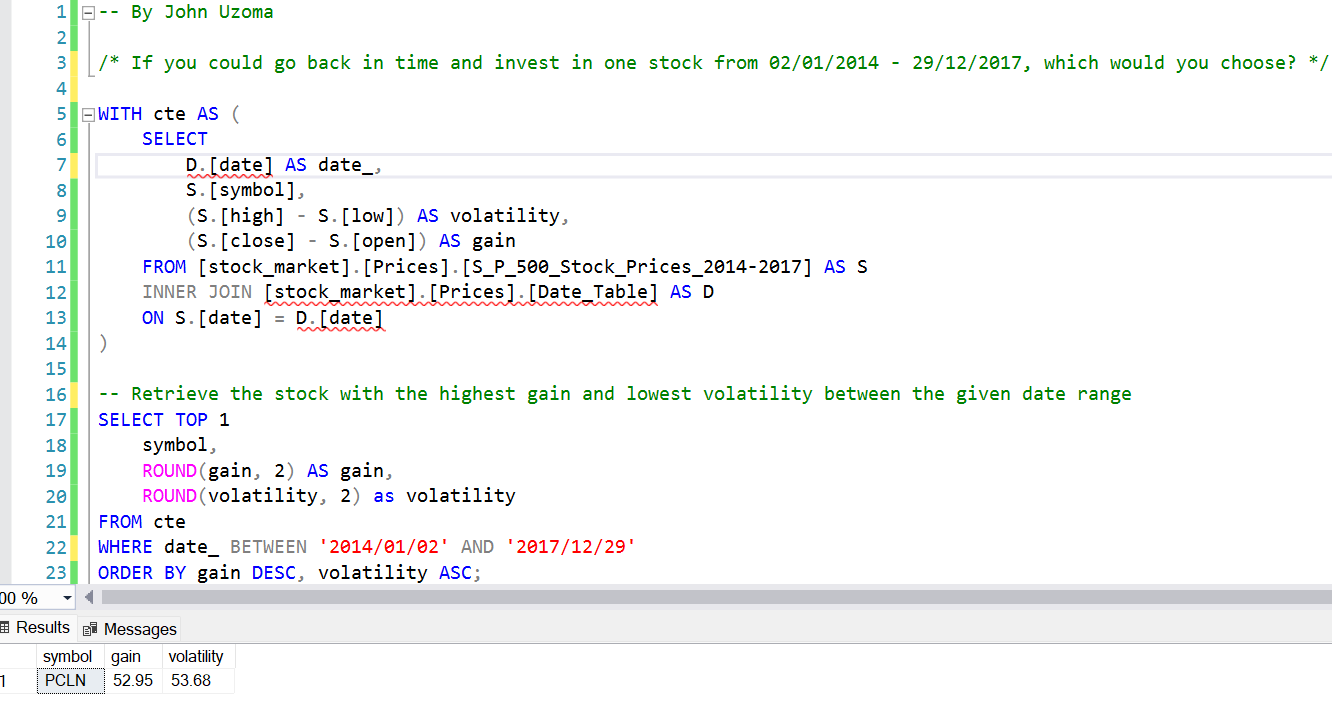 1 -- By John Uzoma
2
3 /* If you could go back in time and invest in one stock from 02/01/2014 - 29/12/2017, which would you choose? */
4
5 WITH cte AS (
6 SELECT
7 D.[date] AS date_,
8 S.[symbol],
9 (S.[high] - S.[low]) AS volatility,
10 (S.[close] - S.[open]) AS gain
11 FROM [stock_market].[Prices].[S_P_500_Stock_Prices_2014-2017] AS S
12 INNER JOIN [stock_market].[Prices].[Date_Table] AS D
13 ON S.[date] = D.[date]
14 )
15
16 -- Retrieve the stock with the highest gain and lowest volatility between the given date range
17 SELECT TOP 1
18 symbol,
19 ROUND(gain, 2) AS gain,
20 ROUND(volatility, 2) as volatility
21 FROM cte
22 WHERE date_ BETWEEN '2014/01/02' AND '2017/12/29'
23 ORDER BY gain DESC, volatility ASC;
00 %
Results Messages
symbol gain volatility
1 PCLN 52.95 53.68